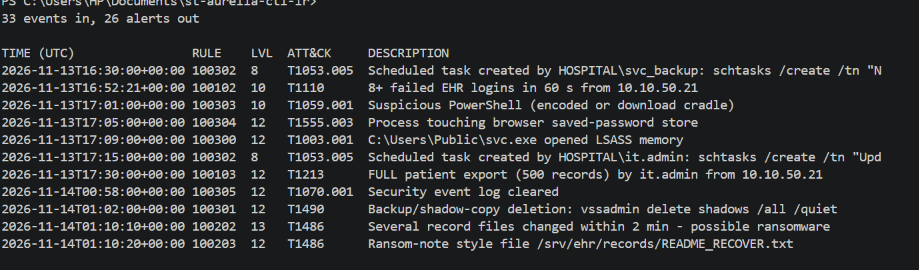 PS C:\Users\HP\Desktop\st-aurelia-cti-ir>
33 events in, 26 alerts out
TIME (UTC) RULE LVL ATT&CK DESCRIPTION
2026-11-13T16:30:00+00:00 100302 8 T1053.005 Scheduled task created by HOSPITAL\svc_backup: schtasks /create /tn "N
2026-11-13T16:52:21+00:00 100102 10 T1110 8+ failed EHR logins in 60 s from 10.10.50.21
2026-11-13T17:01:00+00:00 100303 10 T1059.001 Suspicious PowerShell (encoded or download cradle)
2026-11-13T17:05:00+00:00 100304 12 T1555.003 Process touching browser saved-password store
2026-11-13T17:09:00+00:00 100300 12 T1003.001 C:\Users\Public\svc.exe opened LSASS memory
2026-11-13T17:15:00+00:00 100302 8 T1053.005 Scheduled task created by HOSPITAL\it.admin: schtasks /create /tn "Upd
2026-11-13T17:30:00+00:00 100103 12 T1213 FULL patient export (500 records) by it.admin from 10.10.50.21
2026-11-14T00:58:00+00:00 100305 12 T1070.001 Security event log cleared
2026-11-14T01:02:00+00:00 100301 12 T1490 Backup/shadow-copy deletion: vssadmin delete shadows /all /quiet
2026-11-14T01:10:10+00:00 100202 13 T1486 Several record files changed within 2 min - possible ransomware
2026-11-14T01:10:20+00:00 100203 12 T1486 Ransom-note style file /srv/ehr/records/README_RECOVER.txt